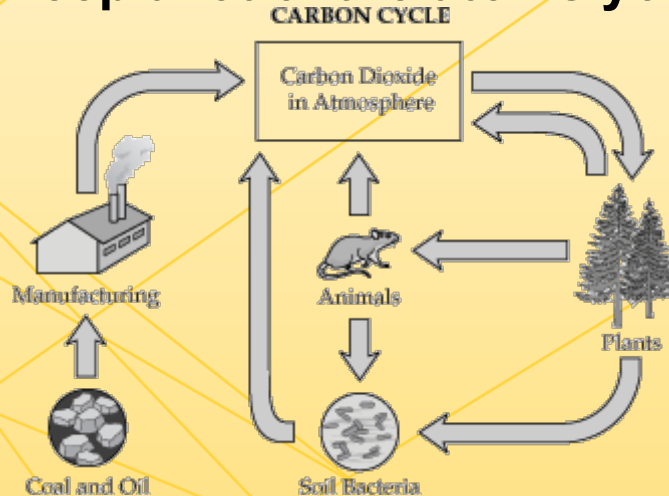 CARBON CYCLE
Carbon Dioxide
in Atmosphere
Manufacturing
Animals
Plants
Coal and Oil
Soil Bacteria